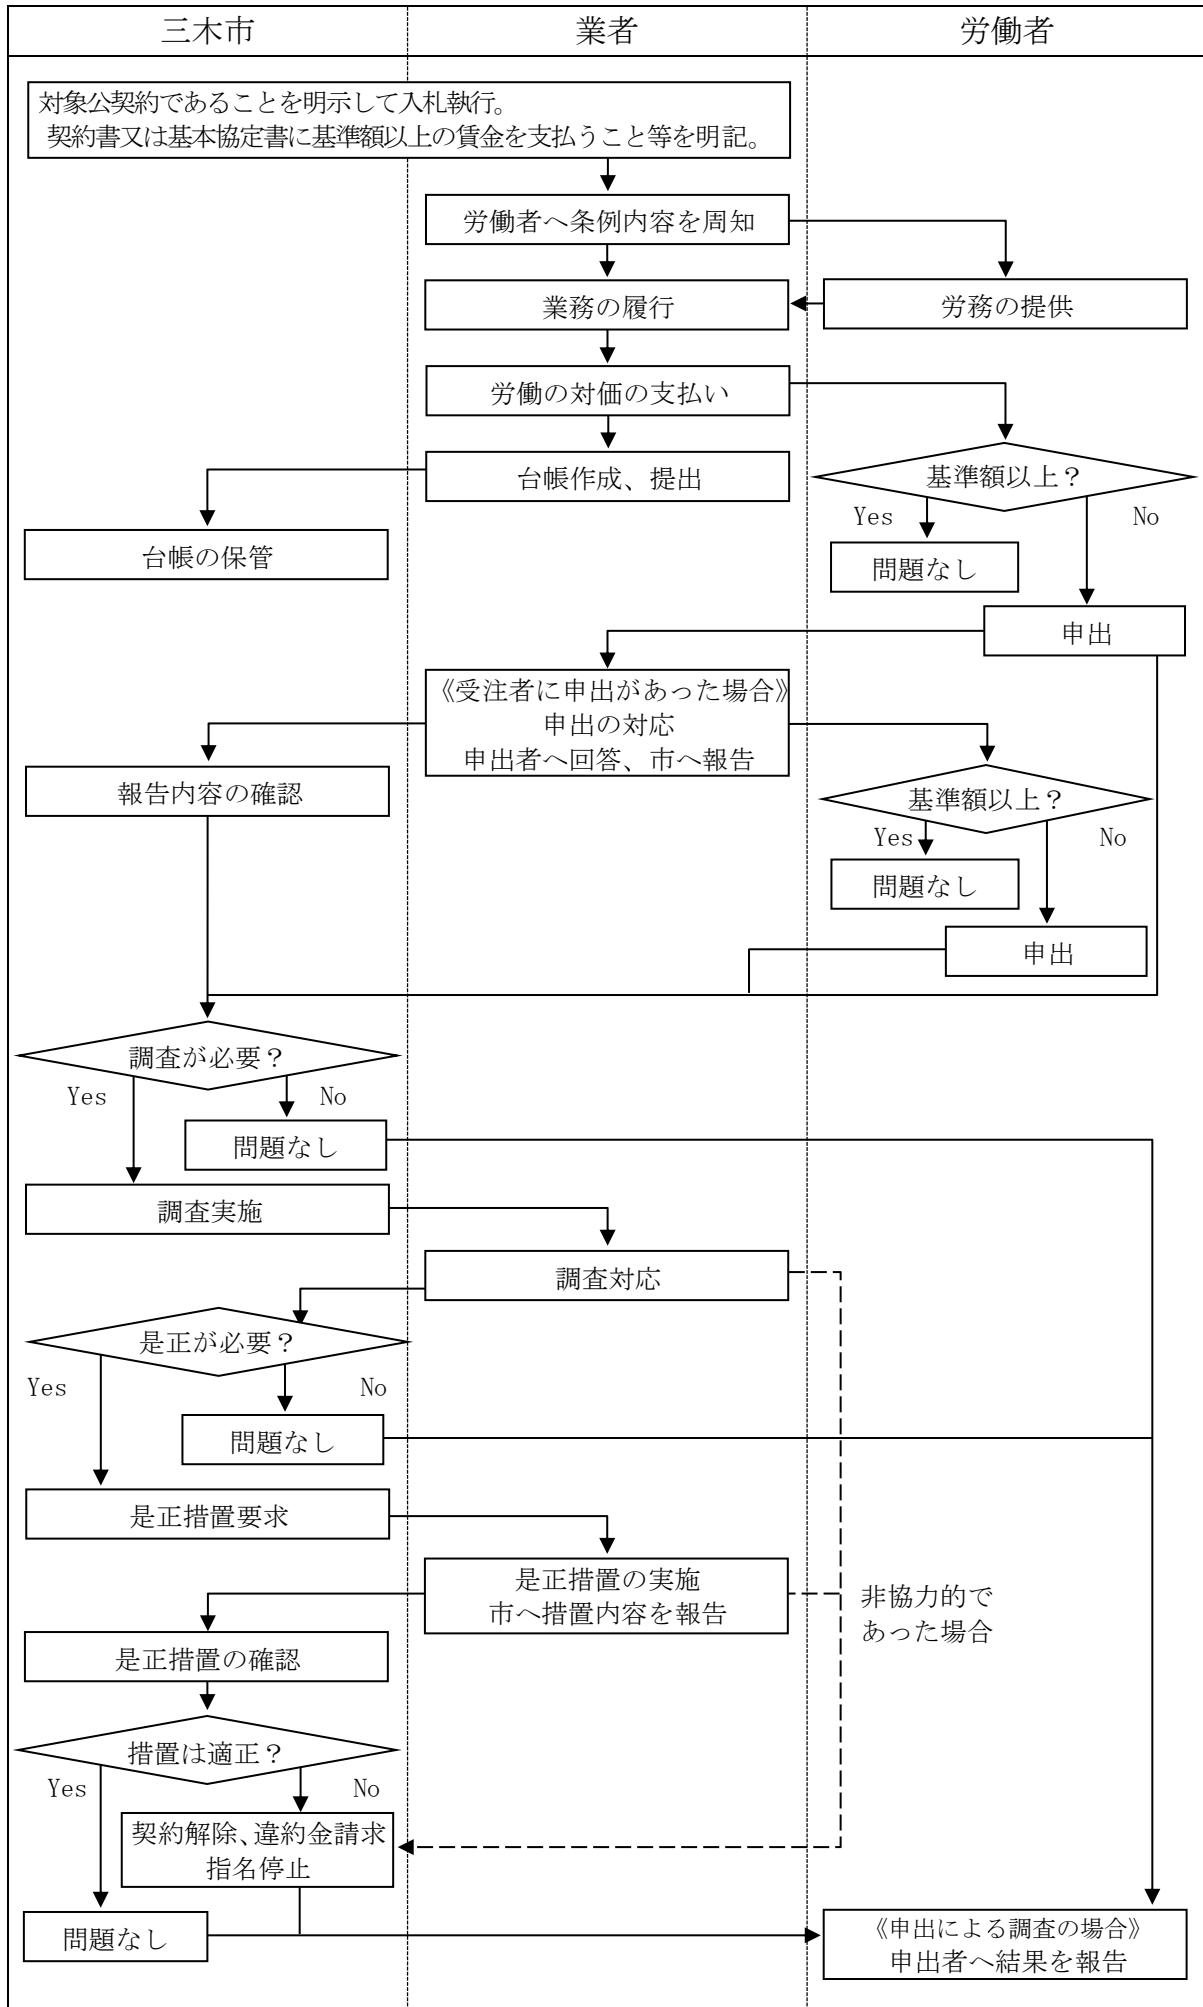 三木市
業者
労働者
対象公契約であることを明示して入札執行。
契約書又は基本協定書に基準額以上の賃金を支払うこと等を明記。
労働者へ条例内容を周知
業務の履行
労務の提供
労働の対価の支払い
台帳作成、提出
基準額以上？
Yes
No
台帳の保管
問題なし
申出
《受注者に申出があった場合》
申出の対応
申出者へ回答、市へ報告
報告内容の確認
基準額以上？
Yes
No
問題なし
申出
調査が必要？
Yes
No
問題なし
調査実施
調査対応
是正が必要？
Yes
No
問題なし
是正措置要求
是正措置の実施
市へ措置内容を報告
非協力的で
あった場合
是正措置の確認
措置は適正？
Yes
No
契約解除、違約金請求
指名停止
問題なし
《申出による調査の場合》
申出者へ結果を報告